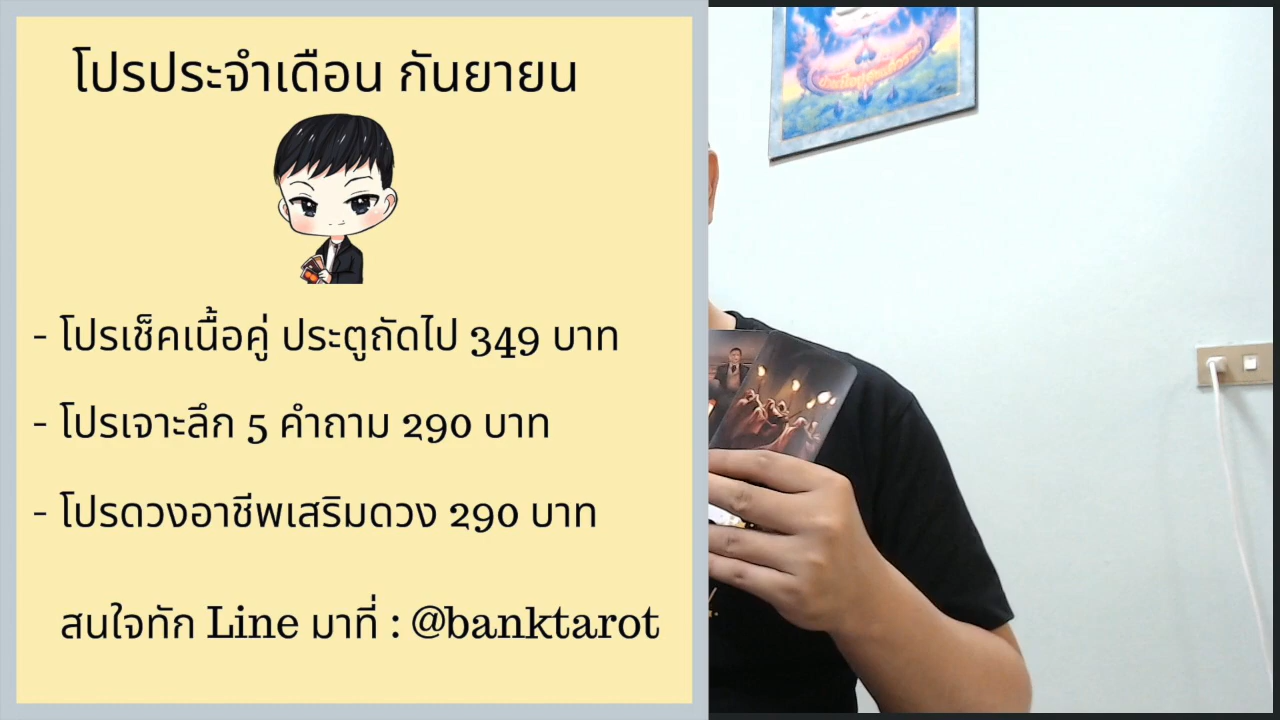 โปรประจำเดือน กันยายน
- โปรเช็คเนื้อคู่ ประตูถัดไป 349 บาท
- โปรเจาะลึก 5 คำถาม 290 บาท
- โปรดวงอาชีพเสริมดวง 290 บาท
สนใจทัก Line มาที่ : @banktarot